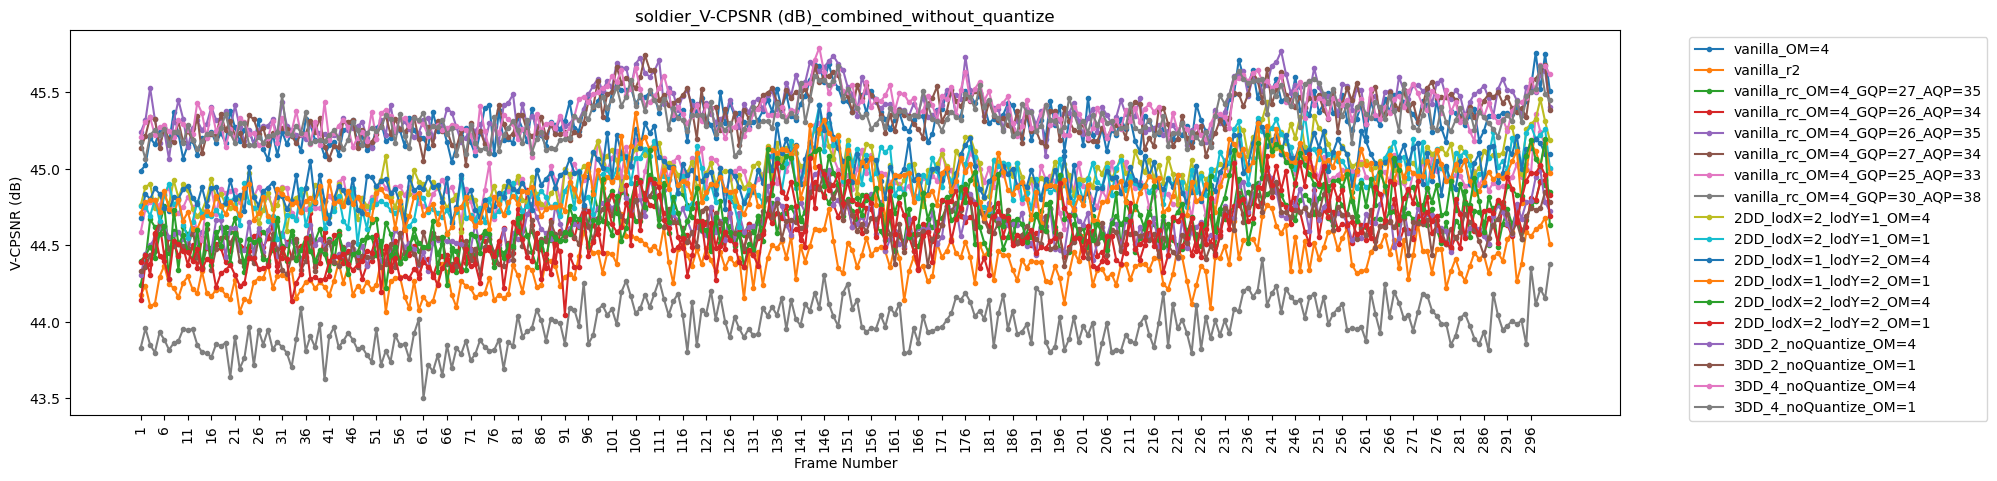 soldier_V-CPSNR (dB)_combined_without_quantize
V-CPSNR (dB)
45.5
45.0
44.5
44.0
43.5
1 6 11 16 21 26 31 36 41 46 51 56 61 66 71 76 81 86 91 96 101 106 111 116 121 126 131 136 141 146 151 156 161 166 171 176 181 186 191 196 201 206 211 216 221 226 231 236 241 246 251 256 261 266 271 276 281 286 291 296
Frame Number
vanilla_OM=4
vanilla_r2
vanilla_rc_OM=4_GQP=27_AQP=35
vanilla_rc_OM=4_GQP=26_AQP=34
vanilla_rc_OM=4_GQP=26_AQP=35
vanilla_rc_OM=4_GQP=27_AQP=34
vanilla_rc_OM=4_GQP=25_AQP=33
vanilla_rc_OM=4_GQP=30_AQP=38
2DD_lodX=2_lodY=1_OM=4
2DD_lodX=2_lodY=1_OM=1
2DD_lodX=1_lodY=2_OM=4
2DD_lodX=1_lodY=2_OM=1
2DD_lodX=2_lodY=2_OM=4
2DD_lodX=2_lodY=2_OM=1
3DD_2_noQuantize_OM=4
3DD_2_noQuantize_OM=1
3DD_4_noQuantize_OM=4
3DD_4_noQuantize_OM=1